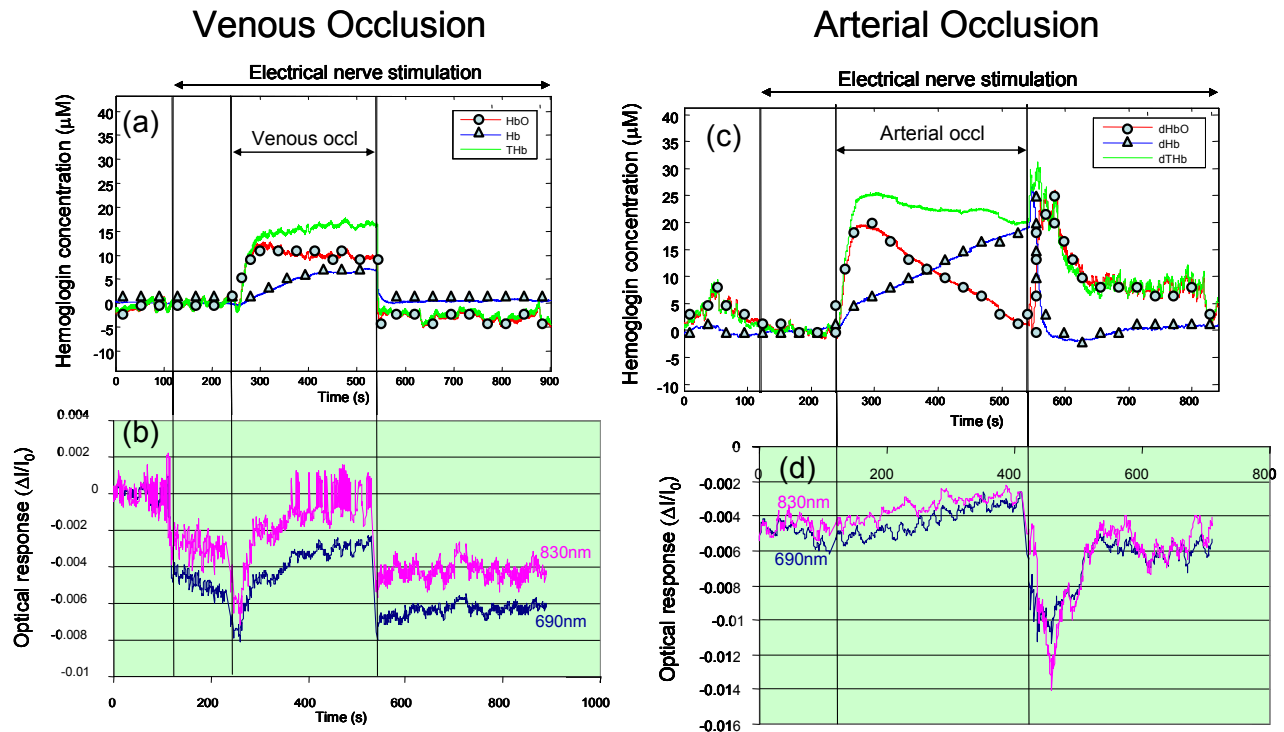 Venous Occlusion
Arterial Occlusion
Electrical nerve stimulation
(a)
HbO
Hb
THb
Venous occl
Hemloglogin concentration (μM)
40
35
30
25
20
15
10
5
0
-5
-10
0 100 200 300 400 500 600 700 800 900
Time (s)
Electrical nerve stimulation
(c)
dHbO
dHb
dTHb
Arterial occl
Hemoglogin concentration (μM)
40
35
30
25
20
15
10
5
0
-5
-10
0 100 200 300 400 500 600 700 800
Time (s)
(b)
Optical response (ΔI/I0)
0.004
0.002
0
-0.002
-0.004
-0.006
-0.008
-0.01
830nm
690nm
0 200 400 600 800 1000
Time (s)
(d)
Optical response (ΔI/I0)
0
-0.002
-0.004
-0.006
-0.008
-0.01
-0.012
-0.014
-0.016
0 200 400 600 800
830nm
690nm